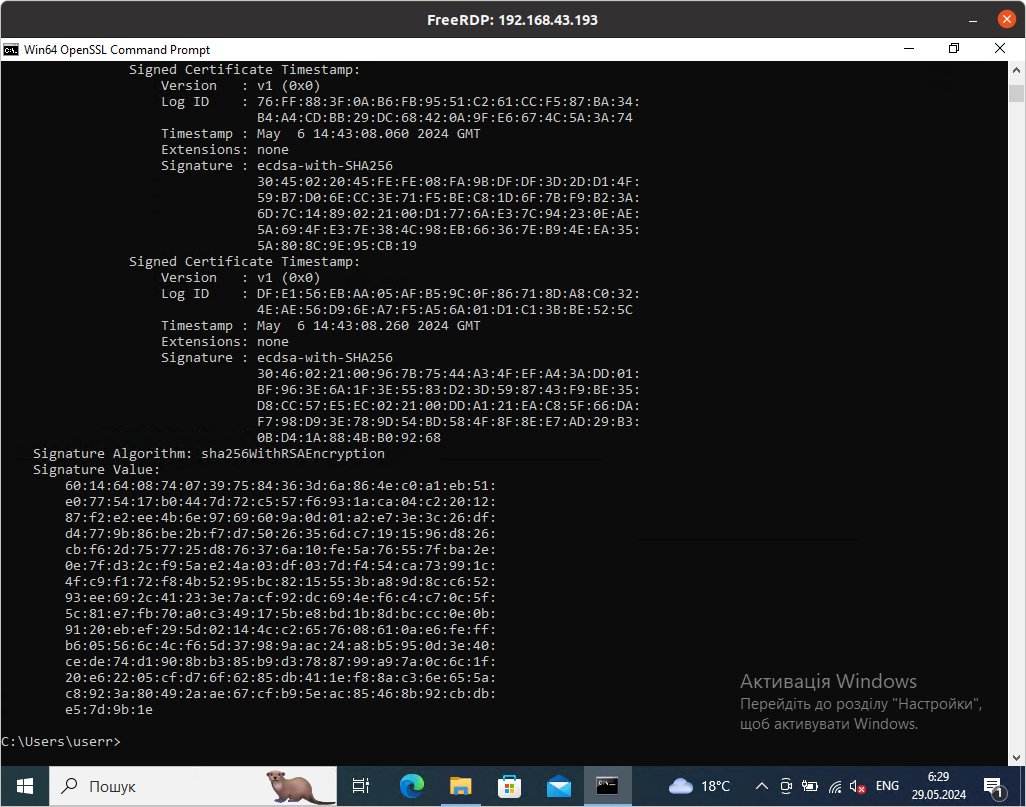 FreeRDP: 192.168.43.193
Win64 OpenSSL Command Prompt
Signed Certificate Timestamp:
Version : v1 (0x0)
Log ID : 76:FF:88:3F:0A:B6:FB:95:51:C2:61:CC:F5:87:BA:34:
B4:A4:CD:BB:29:DC:68:42:0A:9F:E6:67:4C:5A:3A:74
Timestamp : May 6 14:43:08.060 2024 GMT
Extensions: none
Signature : ecdsa-with-SHA256
30:45:02:20:45:FE:FE:08:FA:9B:DF:DF:3D:2D:D1:4F:
59:B7:D0:6E:CC:3E:71:F5:BE:C8:1D:6F:7B:F9:B2:3A:
6D:7C:14:89:02:21:00:D1:77:6A:E3:7C:94:23:0E:AE:
5A:69:4F:E3:7E:38:4C:98:EB:66:36:7E:B9:4E:EA:35:
5A:80:8C:9E:95:CB:19
Signed Certificate Timestamp:
Version : v1 (0x0)
Log ID : DF:E1:56:EB:AA:05:AF:B5:9C:0F:86:71:8D:A8:C0:32:
4E:AE:56:D9:6E:A7:F5:A5:6A:01:D1:C1:3B:BE:52:5C
Timestamp : May 6 14:43:08.260 2024 GMT
Extensions: none
Signature : ecdsa-with-SHA256
30:46:02:21:00:96:7B:75:44:A3:4F:EF:A4:3A:DD:01:
BF:96:3E:6A:1F:3E:55:83:D2:3D:59:87:43:F9:BE:35:
D8:CC:57:E5:EC:02:21:00:DD:A1:21:EA:C8:5F:66:DA:
F7:98:D9:3E:78:9D:54:BD:58:4F:8F:8E:E7:AD:29:B3:
0B:D4:1A:88:4B:B0:92:68
Signature Algorithm: sha256WithRSAEncryption
Signature Value:
60:14:64:08:74:07:39:75:84:36:3d:6a:86:4e:c0:a1:eb:51:
e0:77:54:17:b0:44:7d:72:c5:57:f6:93:1a:ca:04:c2:20:12:
87:f2:e2:ee:4b:6e:97:69:60:9a:0d:01:a2:e7:3e:3c:26:df:
d4:77:9b:86:be:2b:f7:d7:50:26:35:6d:c7:19:15:96:d8:26:
cb:f6:2d:75:77:25:d8:76:37:6a:10:fe:5a:76:55:7f:ba:2e:
0e:7f:d3:2c:f9:5a:e2:4a:03:df:03:7d:f4:54:ca:73:99:1c:
4f:c9:f1:72:f8:4b:52:95:bc:82:15:55:3b:a8:9d:8c:c6:52:
93:ee:69:2c:41:23:3e:7a:cf:92:dc:69:4e:f6:c4:c7:0c:5f:
5c:81:e7:fb:70:a0:c3:49:17:5b:e8:bd:1b:8d:bc:cc:0e:0b:
91:20:eb:ef:29:5d:02:14:4c:c2:65:76:08:61:0a:e6:fe:ff:
b6:05:56:6c:4c:f6:5d:37:98:9a:ac:24:a8:b5:95:0d:3e:40:
ce:de:74:d1:90:8b:b3:85:b9:d3:78:87:99:a9:7a:0c:6c:1f:
20:e6:22:05:cf:d7:6f:62:85:db:41:1e:f8:8a:c3:6e:65:5a:
c8:92:3a:80:49:2a:ae:67:cf:b9:5e:ac:85:46:8b:92:cb:db:
e5:7d:9b:1e
Активація Windows
Перейдіть до розділу "Настройки",
щоб активувати Windows.
C:\Users\userr>
Пошук
18°C
ENG
6:29
29.05.2024
1